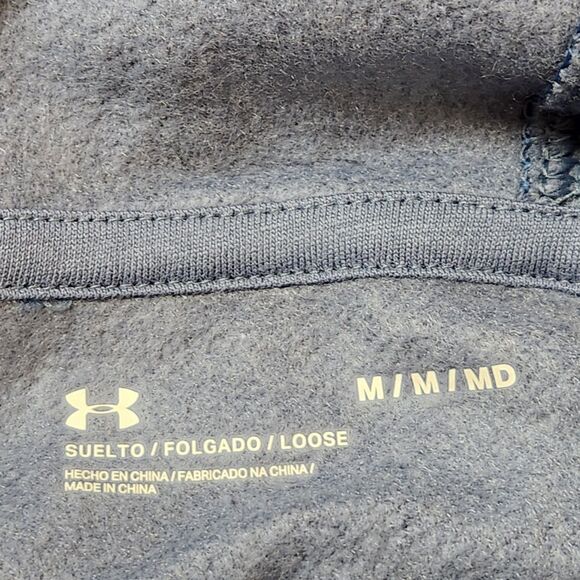 M / M / MD
SUELTO / FOLGADO / LOOSE
HECHO EN CHINA / FABRICADO NA CHINA /
MADE IN CHINA